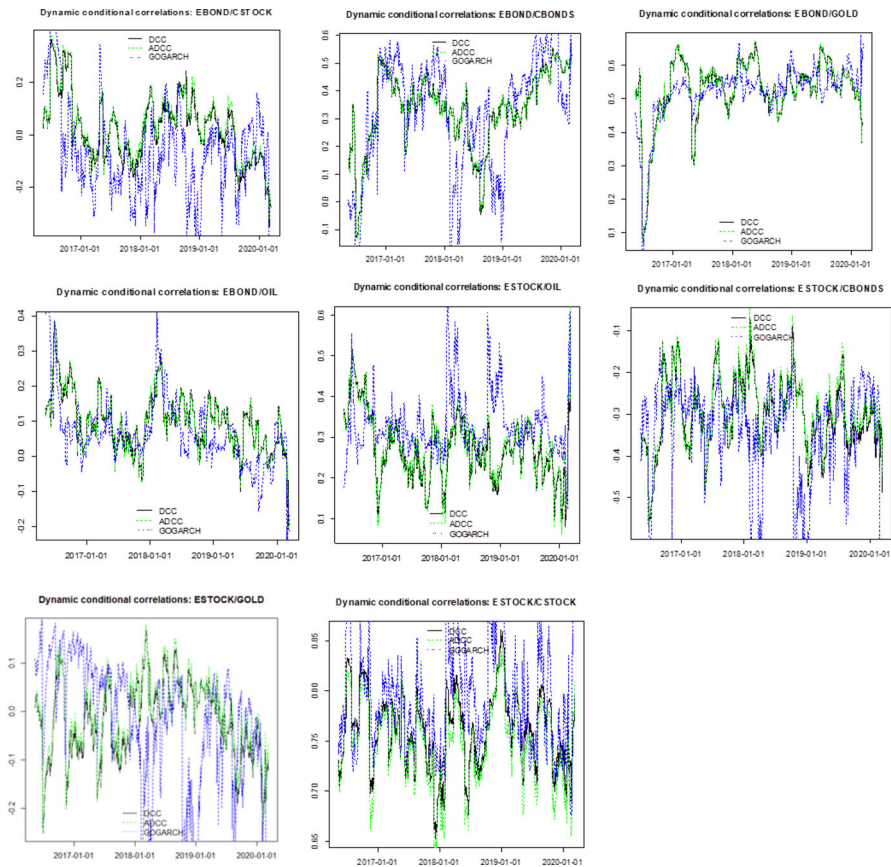 Dynamic conditional correlations: EBOND/CSTOCK
DCC
ADCC
GOGARCH
0.2
0.0
-0.2
2017-01-01 2018-01-01 2019-01-01 2020-01-01
Dynamic conditional correlations: EBOND/CBONDS
DCC
ADCC
GOGARCH
0.6
0.5
0.4
0.3
0.2
0.1
0.0
-0.1
2017-01-01 2018-01-01 2019-01-01 2020-01-01
Dynamic conditional correlations: EBOND/GOLD
0.7
0.6
0.5
0.4
0.3
0.2
0.1
DCC
ADCC
GOGARCH
2017-01-01 2018-01-01 2019-01-01 2020-01-01
Dynamic conditional correlations: EBOND/OIL
0.4
0.3
0.2
0.1
0.0
-0.1
-0.2
DCC
ADCC
GOGARCH
2017-01-01 2018-01-01 2019-01-01 2020-01-01
Dynamic conditional correlations: ESTOCK/OIL
0.6
0.5
0.4
0.3
0.2
0.1
DCC
ADCC
GOGARCH
2017-01-01 2018-01-01 2019-01-01 2020-01-01
Dynamic conditional correlations: ESTOCK/CBONDS
DCC
ADCC
GOGARCH
-0.1
-0.2
-0.3
-0.4
-0.5
2017-01-01 2018-01-01 2019-01-01 2020-01-01
Dynamic conditional correlations: ESTOCK/GOLD
0.1
0.0
-0.1
-0.2
DCC
ADCC
GOGARCH
2017-01-01 2018-01-01 2019-01-01 2020-01-01
Dynamic conditional correlations: ESTOCK/CSTOCK
DCC
ADCC
GOGARCH
0.85
0.80
0.75
0.70
0.65
2017-01-01 2018-01-01 2019-01-01 2020-01-01